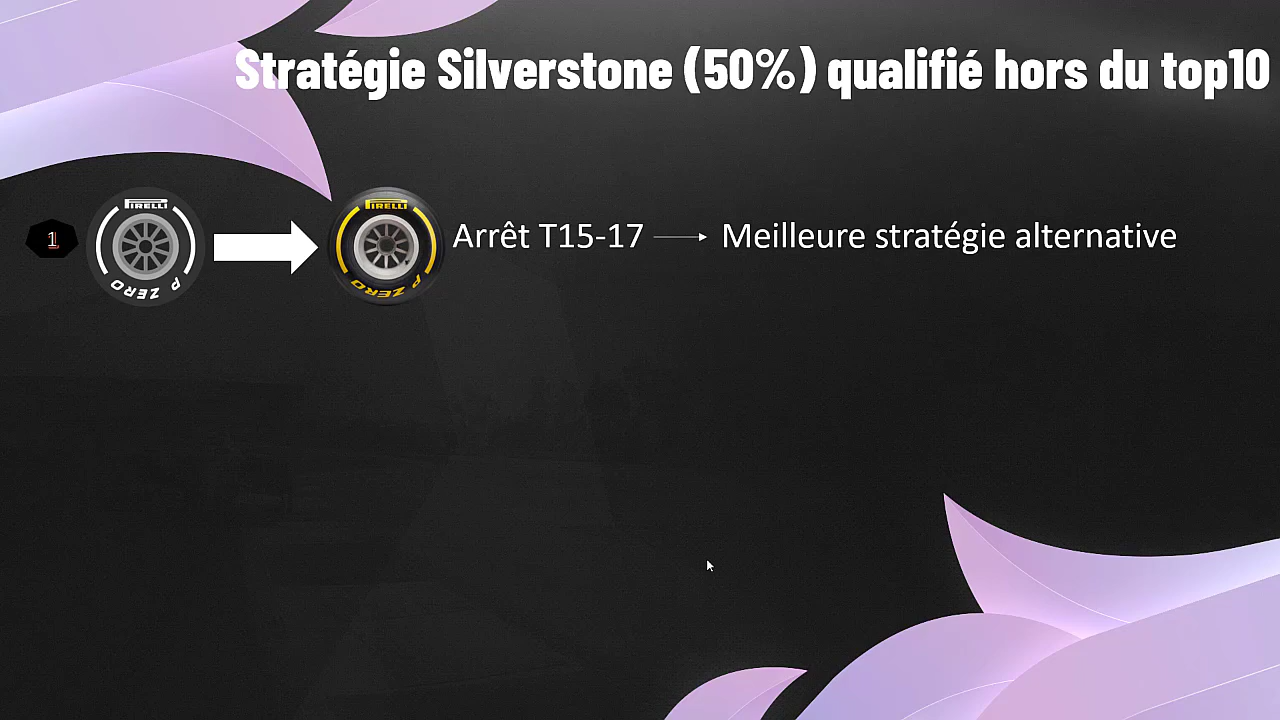 Stratégie Silverstone (50%) qualifié hors du top10
1
PIRELLI
P ZERO
PIRELLI
P ZERO
Arrêt T15-17
Meilleure stratégie alternative